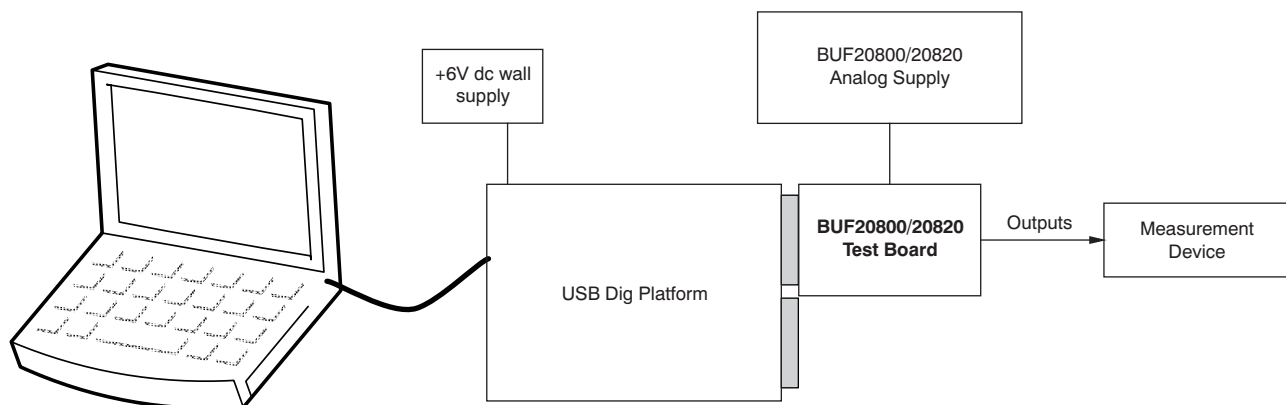 +6V dc wall
supply
BUF20800/20820
Analog Supply
USB Dig Platform
BUF20800/20820
Test Board
Outputs
Measurement
Device